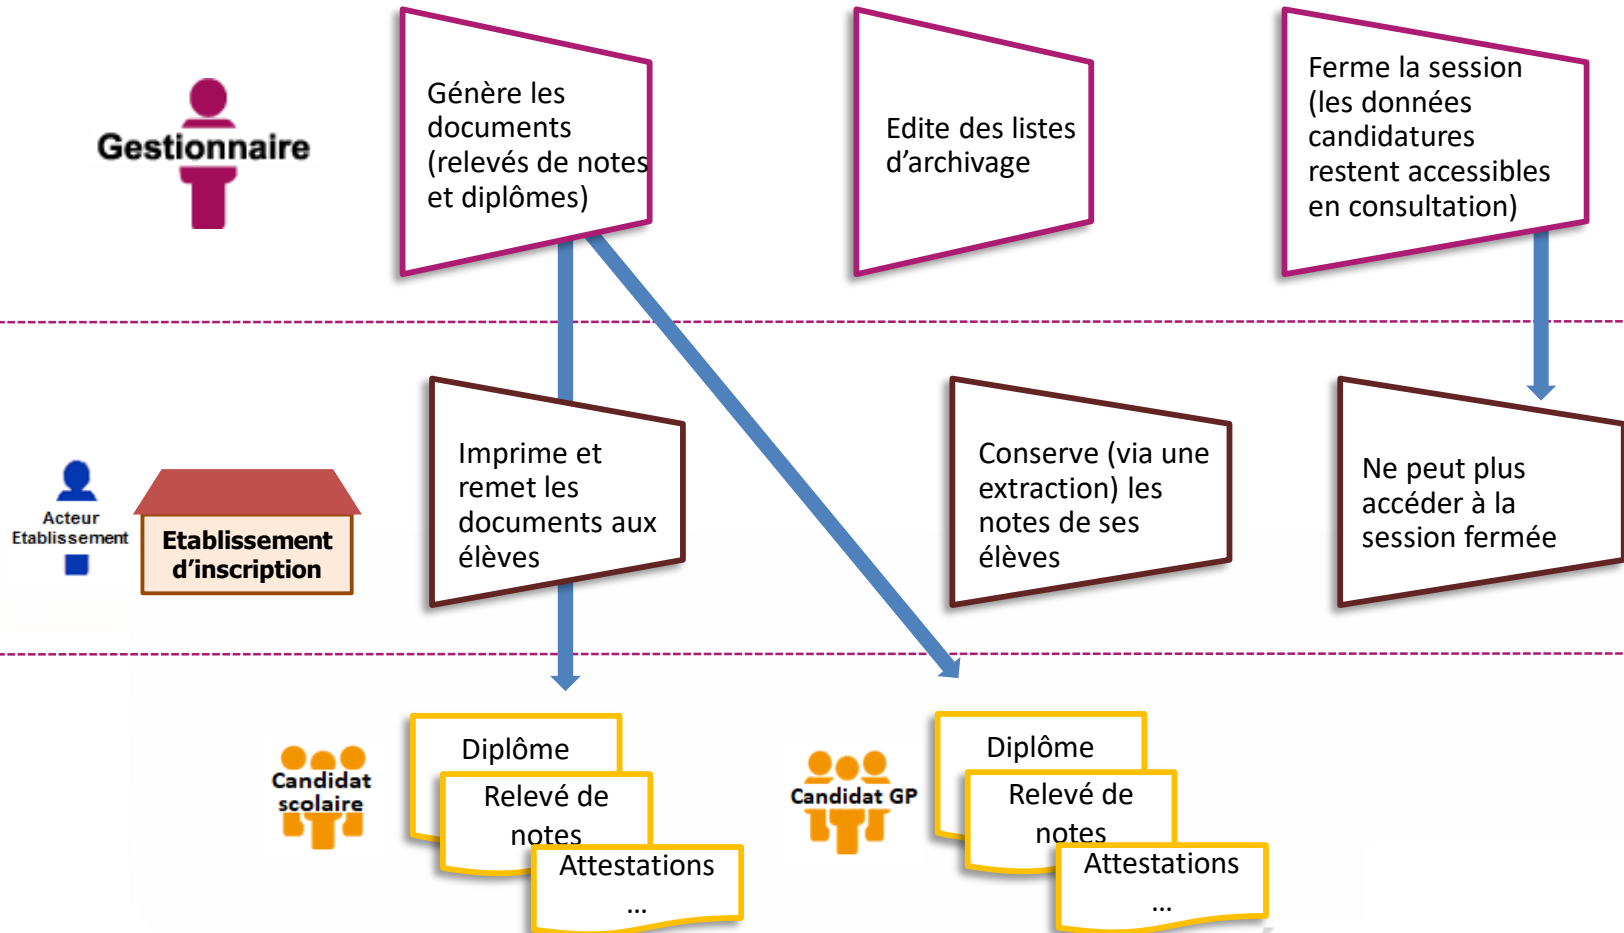 Gestionnaire
Génère les
documents
(relevés de notes
et diplômes)
Edite des listes
d’archivage
Ferme la session
(les données
candidatures
restent accessibles
en consultation)
Acteur
Etablissement
Etablissement
d’inscription
Imprime et
remet les
documents aux
élèves
Conserve (via une
extraction) les
notes de ses
élèves
Ne peut plus
accéder à la
session fermée
Candidat
scolaire
Diplôme
Relevé de
notes
Attestations
...
Candidat GP
Diplôme
Relevé de
notes
Attestations
...